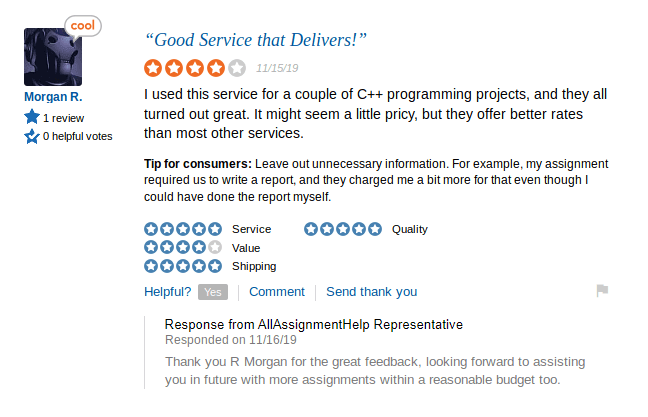 cool
“Good Service that Delivers!”
11/15/19
Morgan R.
1 review
0 helpful votes
I used this service for a couple of C++ programming projects, and they all
turned out great. It might seem a little pricy, but they offer better rates
than most other services.
Tip for consumers: Leave out unnecessary information. For example, my assignment
required us to write a report, and they charged me a bit more for that even though I
could have done the report myself.
Service Quality
Value
Shipping
Helpful? Yes Comment Send thank you
Response from AllAssignmentHelp Representative
Responded on 11/16/19
Thank you R Morgan for the great feedback, looking forward to assisting
you in future with more assignments within a reasonable budget too.